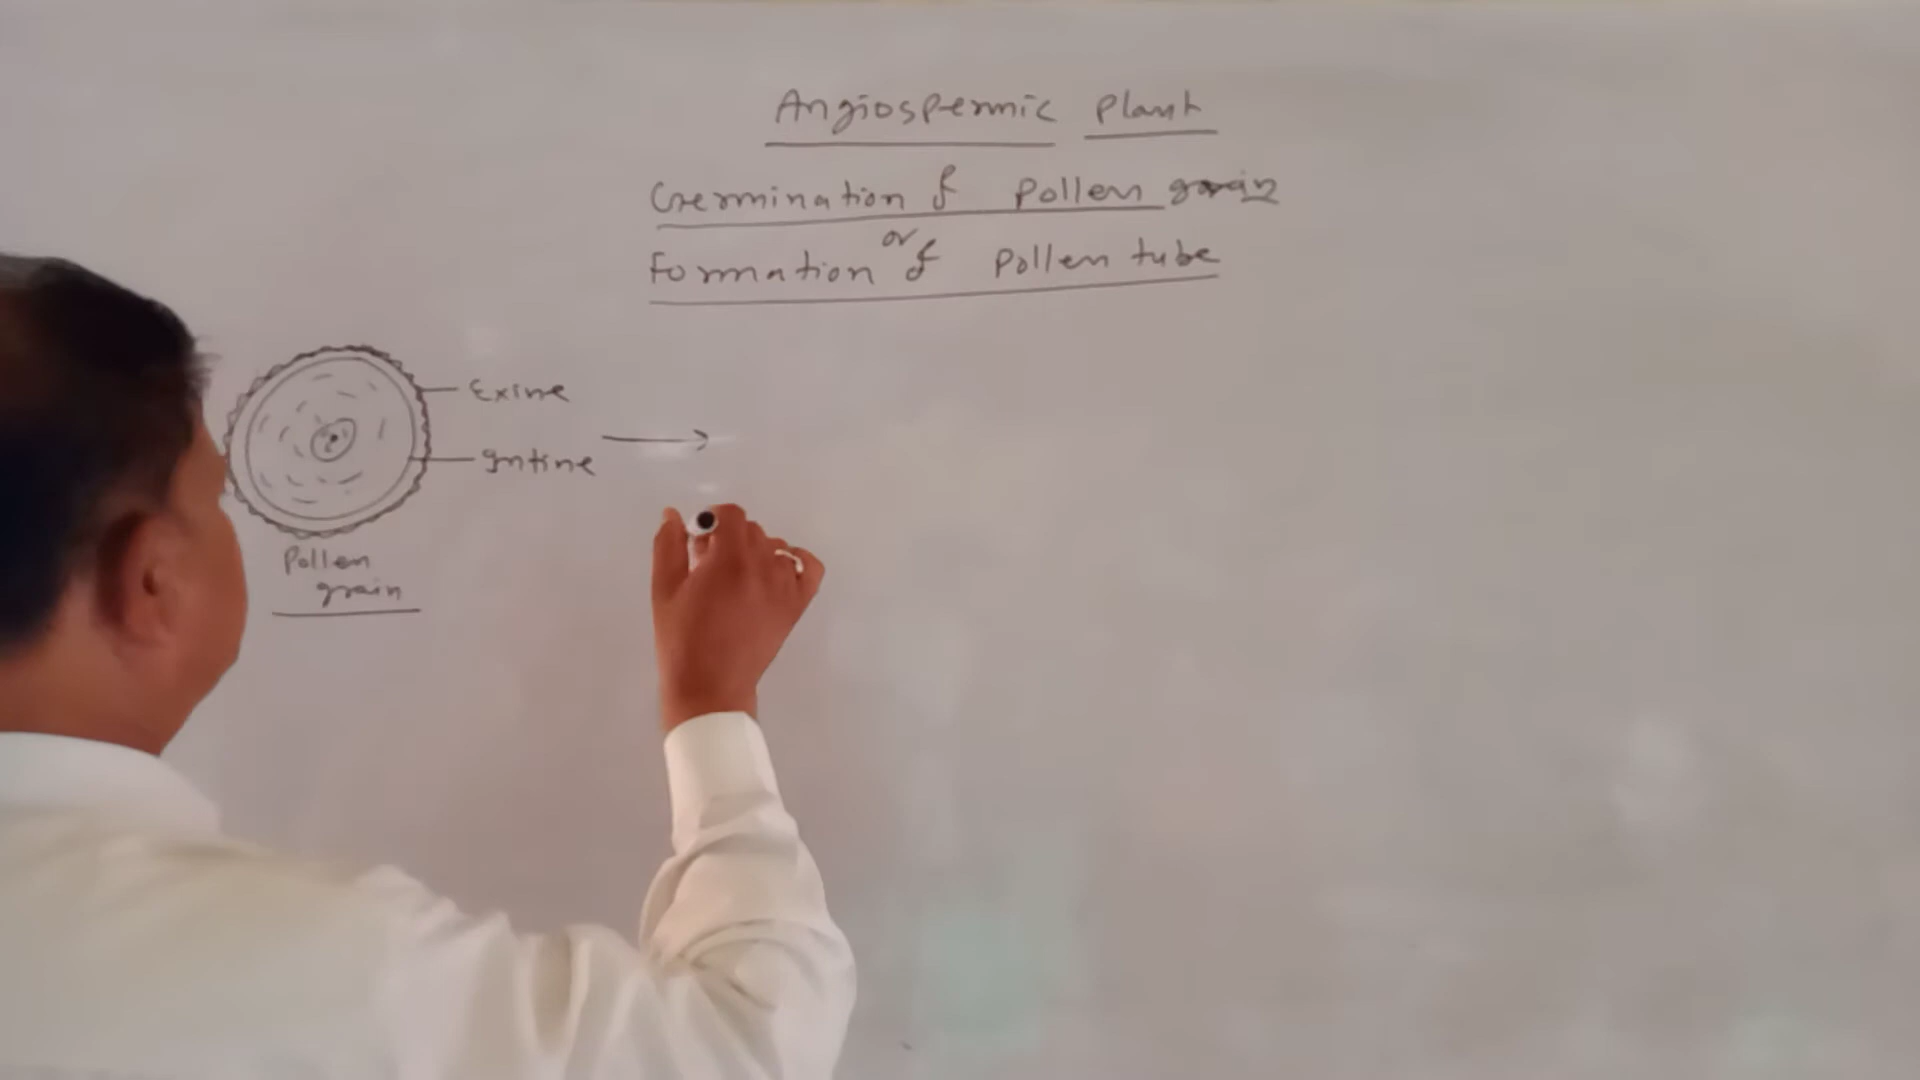 Angiospermic Plant
Germination of Pollen grain
or
Formation of Pollen tube
Exine
Intine
Pollen
grain